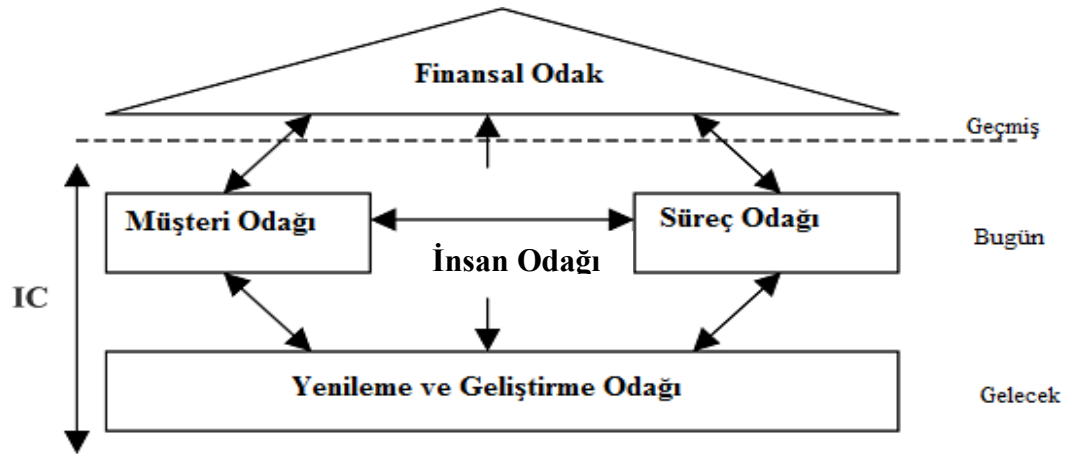 Finansal Odak
Geçmiş
Müşteri Odağı
Süreç Odağı
Bugün
İnsan Odağı
IC
Yenileme ve Geliştirme Odağı
Gelecek